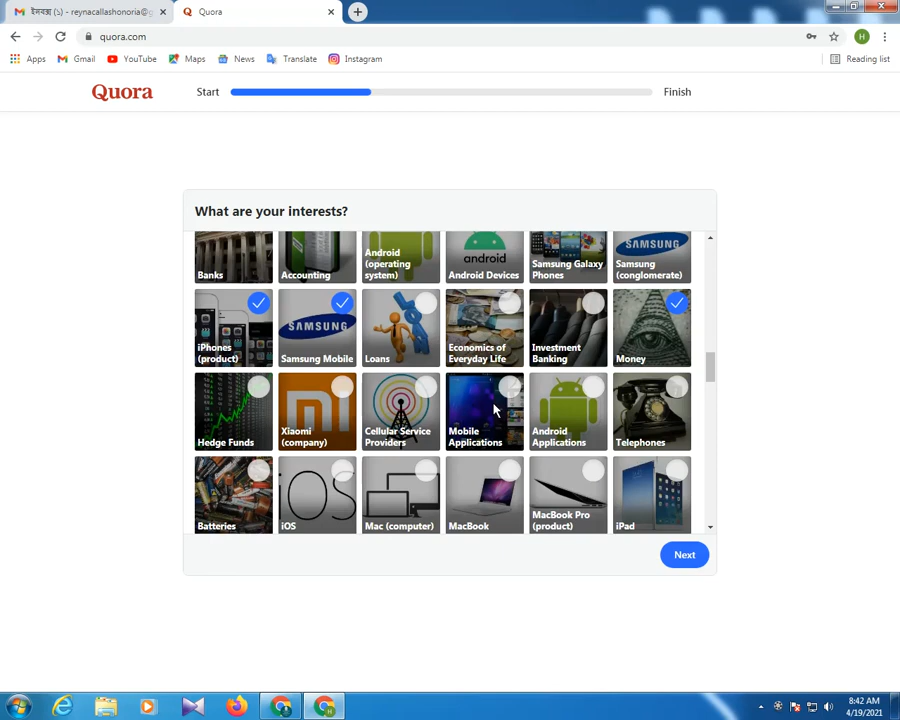 ইনবক্স (১) - reynacallashonoria@g
Quora
quora.com
H
Apps
Gmail
YouTube
Maps
News
Translate
Instagram
Reading list
Quora
Start
Finish
What are your interests?
Banks
Accounting
Android
(operating
system)
android
Android Devices
Samsung Galaxy
Phones
SAMSUNG
Samsung
(conglomerate)
iPhones
(product)
SAMSUNG
Samsung Mobile
Loans
Economics of
Everyday Life
Investment
Banking
Money
Hedge Funds
Xiaomi
(company)
Cellular Service
Providers
Mobile
Applications
Android
Applications
Telephones
Batteries
iOS
iOS
Mac (computer)
MacBook
MacBook Pro
(product)
iPad
Next
8:42 AM
4/19/2021